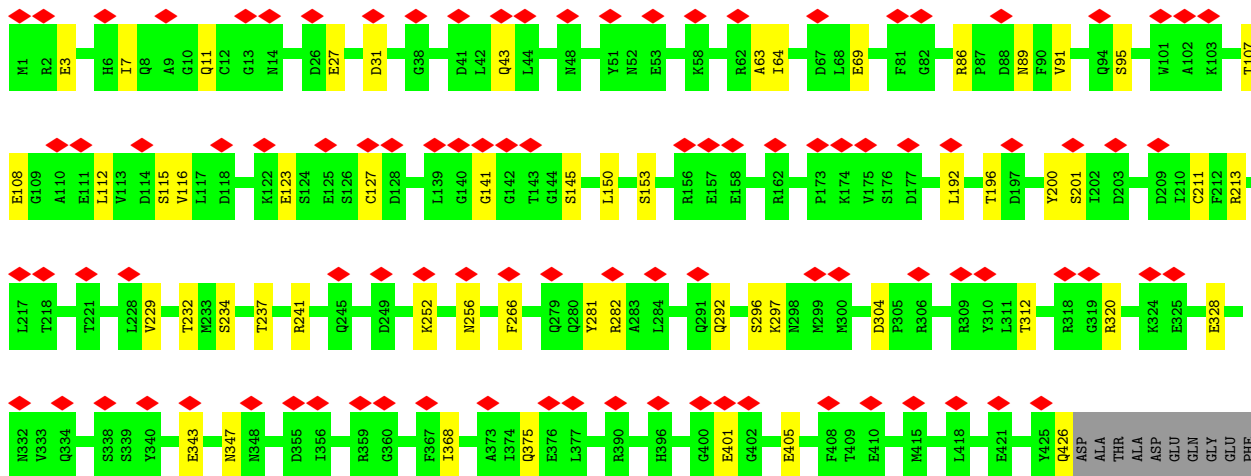 M1 R2 E3 H6 I7 Q8 A9 G10 Q11 C12 G13 N14 D26 E27 D31 G38 D41 L42 Q43 L44 N48 Y51 N52 E53 K58 R62 A63 I64 D67 L68 E69 F81 G82 R86 P87 D88 N89 F90 V91 Q94 S95 W101 A102 K103 T107
E108 G109 A110 E111 L112 V113 D114 S115 V116 L117 D118 K122 E123 S124 E125 S126 C127 D128 L139 G140 G141 G142 T143 G144 S145 L150 S153 R156 E157 E158 R162 P173 K174 V175 S176 D177 L192 T196 D197 Y200 S201 I202 D203 D209 I210 C211 F212 R213
L217 T218 T221 L228 V229 T232 M233 S234 T237 R241 Q245 D249 K252 N256 F266 Q279 Q280 Y281 R282 A283 L284 Q291 Q292 S296 K297 N298 M299 M300 D304 P305 R306 R309 Y310 L311 T312 R318 G319 R320 K324 E325 E328
N332 V333 Q334 S338 S339 Y340 E343 N347 N348 D355 I356 R359 G360 F367 I368 A373 I374 Q375 E376 L377 R390 H396 G400 E401 G402 E405 F408 T409 E410 M415 L418 E421 Y425 Q426 ASP ALA THR ALA ASP GLU GLN GLY GLU PHE